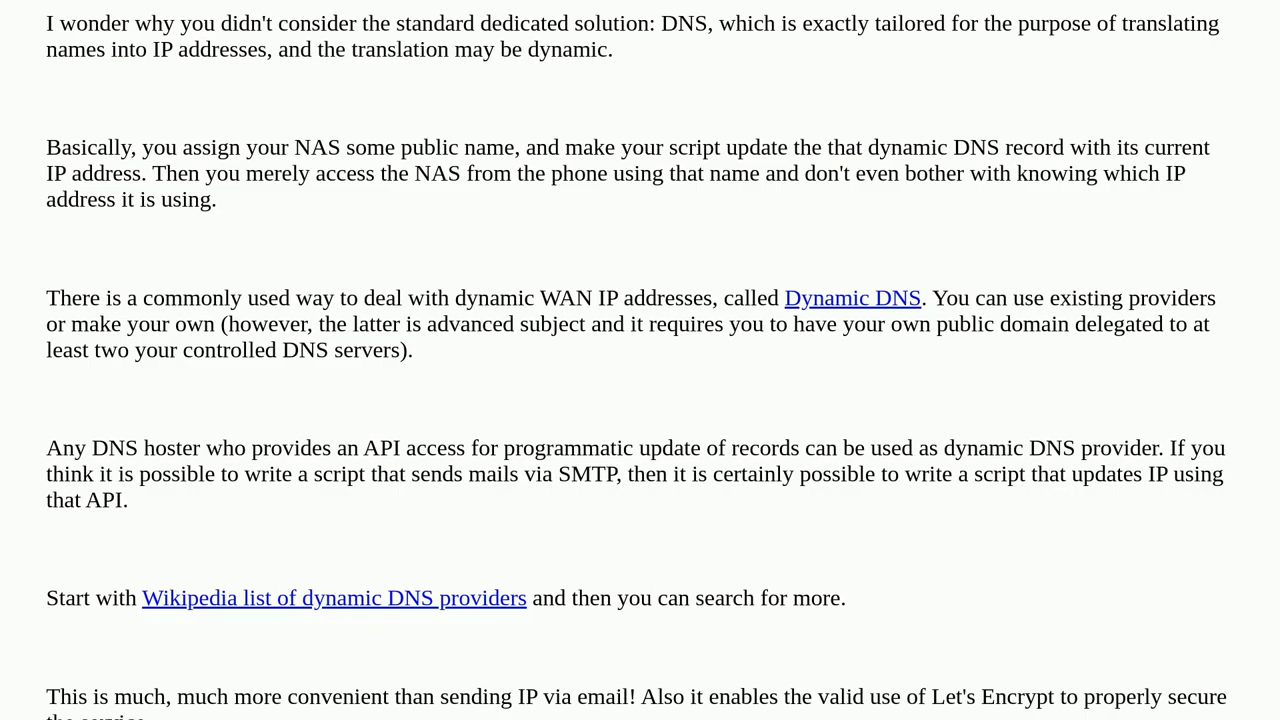 I wonder why you didn't consider the standard dedicated solution: DNS, which is exactly tailored for the purpose of translating
names into IP addresses, and the translation may be dynamic.
Basically, you assign your NAS some public name, and make your script update the that dynamic DNS record with its current
IP address. Then you merely access the NAS from the phone using that name and don't even bother with knowing which IP
address it is using.
There is a commonly used way to deal with dynamic WAN IP addresses, called Dynamic DNS. You can use existing providers
or make your own (however, the latter is advanced subject and it requires you to have your own public domain delegated to at
least two your controlled DNS servers).
Any DNS hoster who provides an API access for programmatic update of records can be used as dynamic DNS provider. If you
think it is possible to write a script that sends mails via SMTP, then it is certainly possible to write a script that updates IP using
that API.
Start with Wikipedia list of dynamic DNS providers and then you can search for more.
This is much, much more convenient than sending IP via email! Also it enables the valid use of Let's Encrypt to properly secure